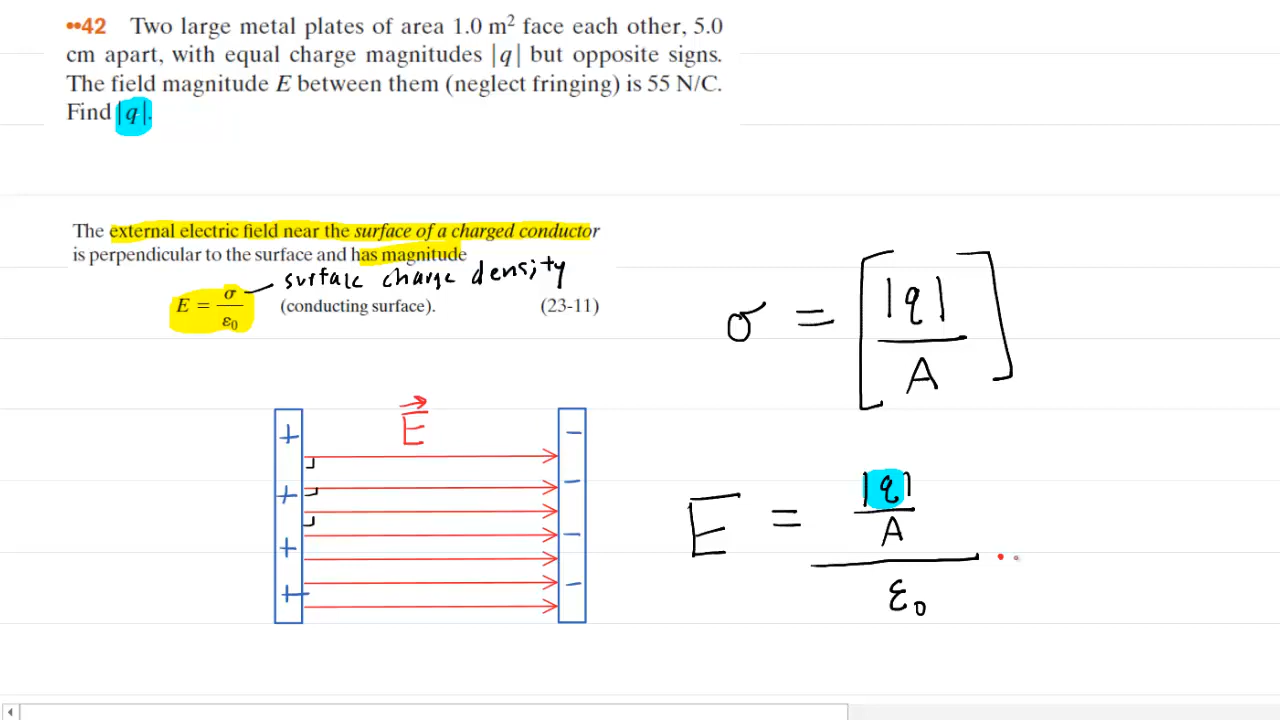 ••42 Two large metal plates of area 1.0 m² face each other, 5.0
cm apart, with equal charge magnitudes |q| but opposite signs.
The field magnitude E between them (neglect fringing) is 55 N/C.
Find |q|.
The external electric field near the surface of a charged conductor
is perpendicular to the surface and has magnitude
surface charge density
E = σ/ε₀ (conducting surface). (23-11)
σ = [|q|/A]
E
+ −
+ −
+ −
+ −
E = |q|/A
ε₀